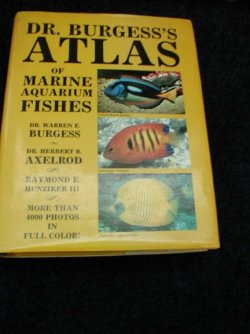 DR. BURGESS'S
ATLAS
OF
MARINE
AQUARIUM
FISHES
DR. WARREN E.
BURGESS
DR. HERBERT R.
AXELROD
RAYMOND E.
HUNZIKER III
MORE THAN
4000 PHOTOS
IN
FULL COLOR!